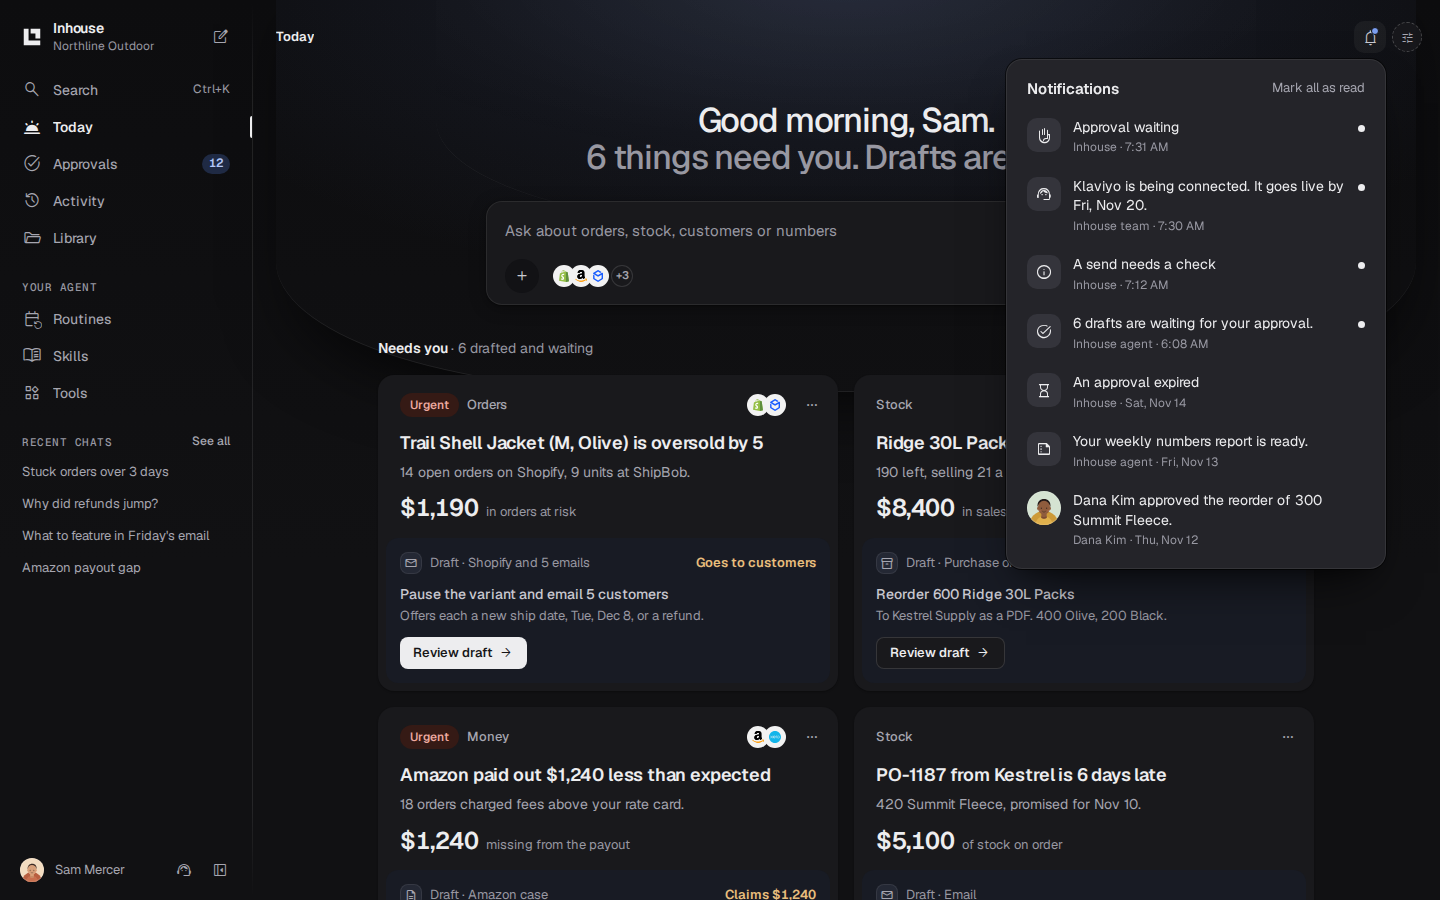 Inhouse
Northline Outdoor
Search
Ctrl+K
Today
Approvals
12
Activity
Library
YOUR AGENT
Routines
Skills
Tools
RECENT CHATS
See all
Stuck orders over 3 days
Why did refunds jump?
What to feature in Friday's email
Amazon payout gap
Sam Mercer
Today
Good morning, Sam.
6 things need you. Drafts are
Ask about orders, stock, customers or numbers
+3
Needs you · 6 drafted and waiting
Urgent
Orders
Trail Shell Jacket (M, Olive) is oversold by 5
14 open orders on Shopify, 9 units at ShipBob.
$1,190 in orders at risk
Draft · Shopify and 5 emails
Goes to customers
Pause the variant and email 5 customers
Offers each a new ship date, Tue, Dec 8, or a refund.
Review draft
Stock
Ridge 30L Pack
190 left, selling 21 a
$8,400 in sales
Draft · Purchase
Reorder 600 Ridge 30L Packs
To Kestrel Supply as a PDF. 400 Olive, 200 Black.
Review draft
Urgent
Money
Amazon paid out $1,240 less than expected
18 orders charged fees above your rate card.
$1,240 missing from the payout
Draft · Amazon case
Claims $1,240
Stock
PO-1187 from Kestrel is 6 days late
420 Summit Fleece, promised for Nov 10.
$5,100 of stock on order
Draft · Email
Notifications
Mark all as read
Approval waiting
Inhouse · 7:31 AM
Klaviyo is being connected. It goes live by
Fri, Nov 20.
Inhouse team · 7:30 AM
A send needs a check
Inhouse · 7:12 AM
6 drafts are waiting for your approval.
Inhouse agent · 6:08 AM
An approval expired
Inhouse · Sat, Nov 14
Your weekly numbers report is ready.
Inhouse agent · Fri, Nov 13
Dana Kim approved the reorder of 300
Summit Fleece.
Dana Kim · Thu, Nov 12